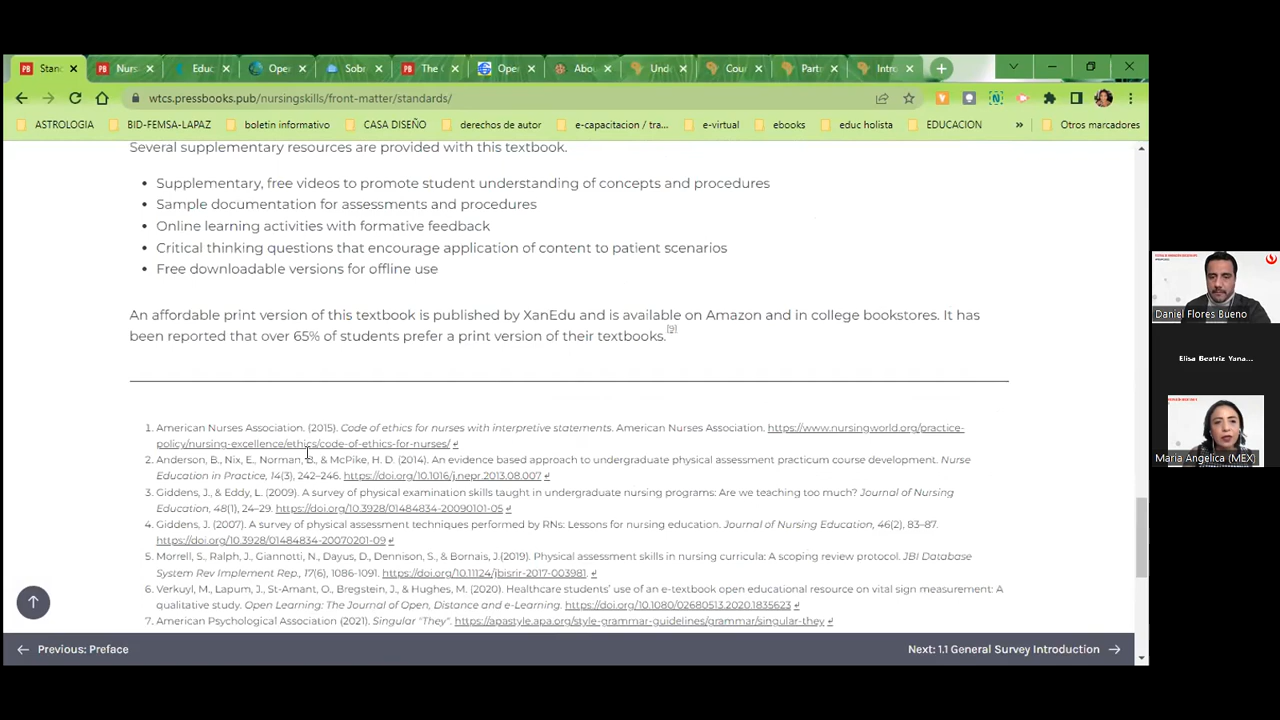 Stan
Nurs
Educ
Open
Sobr
The C
Open
Abou
Unde
Cour
Partn
Intro
wtcs.pressbooks.pub/nursingskills/front-matter/standards/
ASTROLOGIA
BID-FEMSA-LAPAZ
boletin informativo
CASA DISEÑO
derechos de autor
e-capacitacion / tra...
e-virtual
ebooks
educ holista
EDUCACION
»
Otros marcadores
Several supplementary resources are provided with this textbook.
• Supplementary, free videos to promote student understanding of concepts and procedures
• Sample documentation for assessments and procedures
• Online learning activities with formative feedback
• Critical thinking questions that encourage application of content to patient scenarios
• Free downloadable versions for offline use
An affordable print version of this textbook is published by XanEdu and is available on Amazon and in college bookstores. It has
been reported that over 65% of students prefer a print version of their textbooks.[9]
1. American Nurses Association. (2015). Code of ethics for nurses with interpretive statements. American Nurses Association. https://www.nursingworld.org/practice-
policy/nursing-excellence/ethics/code-of-ethics-for-nurses/ ↵
2. Anderson, B., Nix, E., Norman, B., & McPike, H. D. (2014). An evidence based approach to undergraduate physical assessment practicum course development. Nurse
Education in Practice, 14(3), 242–246. https://doi.org/10.1016/j.nepr.2013.08.007 ↵
3. Giddens, J., & Eddy, L. (2009). A survey of physical examination skills taught in undergraduate nursing programs: Are we teaching too much? Journal of Nursing
Education, 48(1), 24–29. https://doi.org/10.3928/01484834-20090101-05 ↵
4. Giddens, J. (2007). A survey of physical assessment techniques performed by RNs: Lessons for nursing education. Journal of Nursing Education, 46(2), 83–87.
https://doi.org/10.3928/01484834-20070201-09 ↵
5. Morrell, S., Ralph, J., Giannotti, N., Dayus, D., Dennison, S., & Bornais, J.(2019). Physical assessment skills in nursing curricula: A scoping review protocol. JBI Database
System Rev Implement Rep., 17(6), 1086-1091. https://doi.org/10.11124/jbisrir-2017-003981. ↵
6. Verkuyl, M., Lapum, J., St-Amant, O., Bregstein, J., & Hughes, M. (2020). Healthcare students' use of an e-textbook open educational resource on vital sign measurement: A
qualitative study. Open Learning: The Journal of Open, Distance and e-Learning. https://doi.org/10.1080/02680513.2020.1835623 ↵
7. American Psychological Association (2021). Singular "They". https://apastyle.apa.org/style-grammar-guidelines/grammar/singular-they ↵
← Previous: Preface
Next: 1.1 General Survey Introduction →
Daniel Flores Bueno
Elisa Beatriz Yana...
Maria Angelica (MEX)